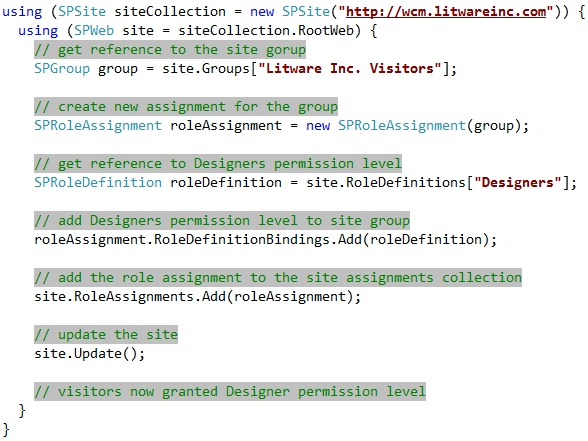 using (SPSite siteCollection = new SPSite("http://wcm.litwareinc.com")) {
using (SPWeb site = siteCollection.RootWeb) {
// get reference to the site gorup
SPGroup group = site.Groups["Litware Inc. Visitors"];
// create new assignment for the group
SPRoleAssignment roleAssignment = new SPRoleAssignment(group);
// get reference to Designers permission level
SPRoleDefinition roleDefinition = site.RoleDefinitions["Designers"];
// add Designers permission level to site group
roleAssignment.RoleDefinitionBindings.Add(roleDefinition);
// add the role assignment to the site assignments collection
site.RoleAssignments.Add(roleAssignment);
// update the site
site.Update();
// visitors now granted Designer permission level
}
}